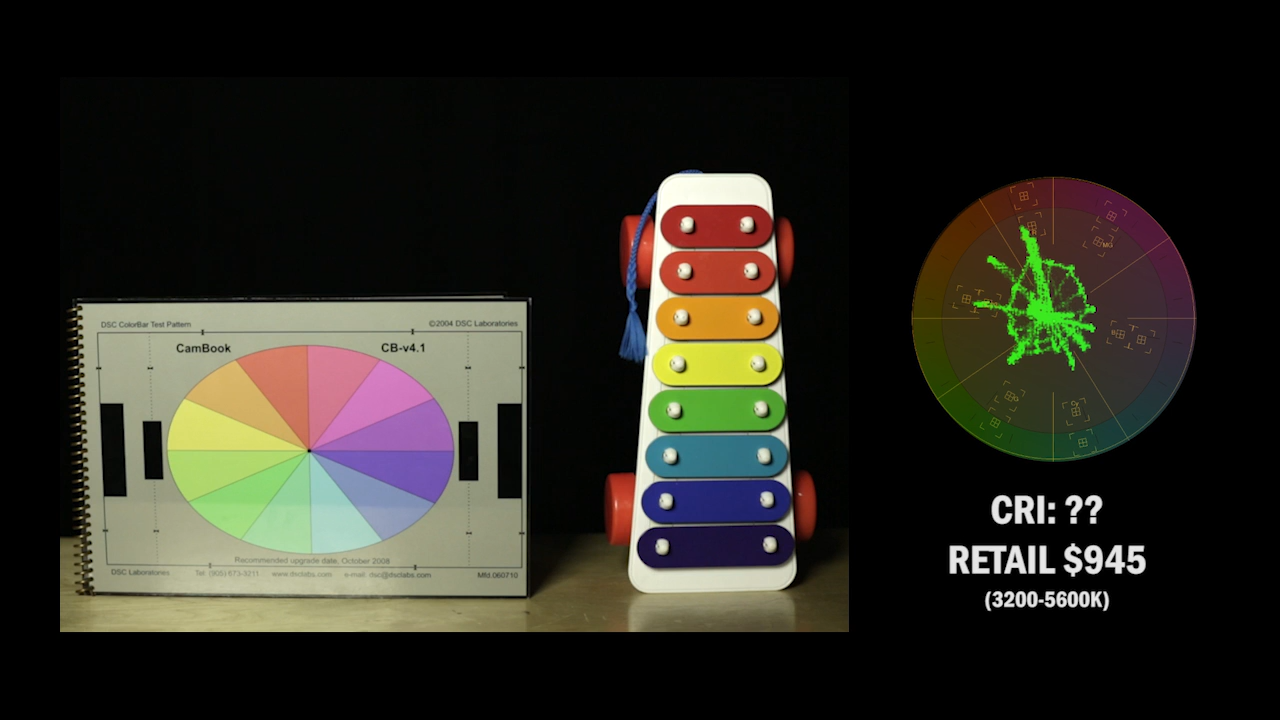 DSC ColorBar Test Pattern
©2004 DSC Laboratories
CamBook
CB-v4.1
Recommended upgrade date, October 2008
DSC Laboratories
Tel: (905) 673-3211
www.dsclabs.com
e-mail: dsc@dsclabs.com
Mfd.060710
CRI: ??
RETAIL $945
(3200-5600K)